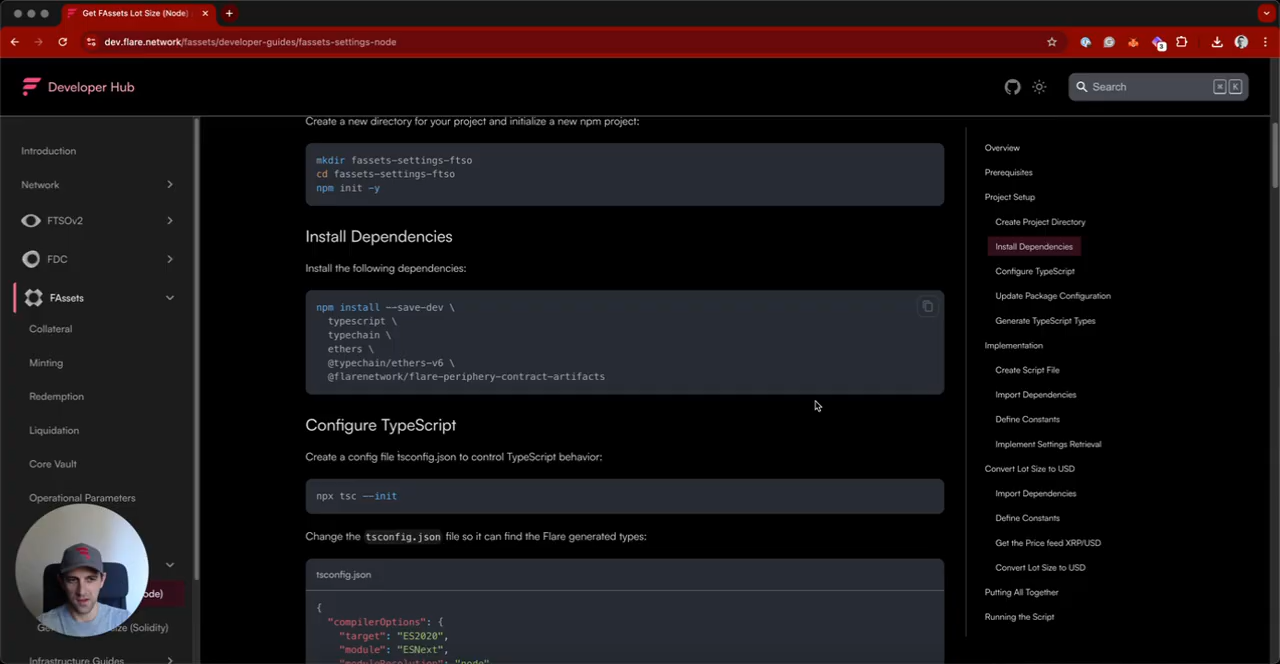 Get FAssets Lot Size (Node)
dev.flare.network/fassets/developer-guides/fassets-settings-node
3
Developer Hub
Search
⌘ K
Introduction
Network
FTSOv2
FDC
FAssets
Collateral
Minting
Redemption
Liquidation
Core Vault
Operational Parameters
ode)
Size (Solidity)
Infrastructure Guides
Create a new directory for your project and initialize a new npm project:
mkdir fassets-settings-ftso
cd fassets-settings-ftso
npm init -y
Install Dependencies
Install the following dependencies:
npm install --save-dev \
typescript \
typechain \
ethers \
@typechain/ethers-v6 \
@flarenetwork/flare-periphery-contract-artifacts
Configure TypeScript
Create a config file tsconfig.json to control TypeScript behavior:
npx tsc --init
Change the tsconfig.json file so it can find the Flare generated types:
tsconfig.json
{
"compilerOptions": {
"target": "ES2020",
"module": "ESNext",
"moduleResolution": "node",
Overview
Prerequisites
Project Setup
Create Project Directory
Install Dependencies
Configure TypeScript
Update Package Configuration
Generate TypeScript Types
Implementation
Create Script File
Import Dependencies
Define Constants
Implement Settings Retrieval
Convert Lot Size to USD
Import Dependencies
Define Constants
Get the Price feed XRP/USD
Convert Lot Size to USD
Putting All Together
Running the Script